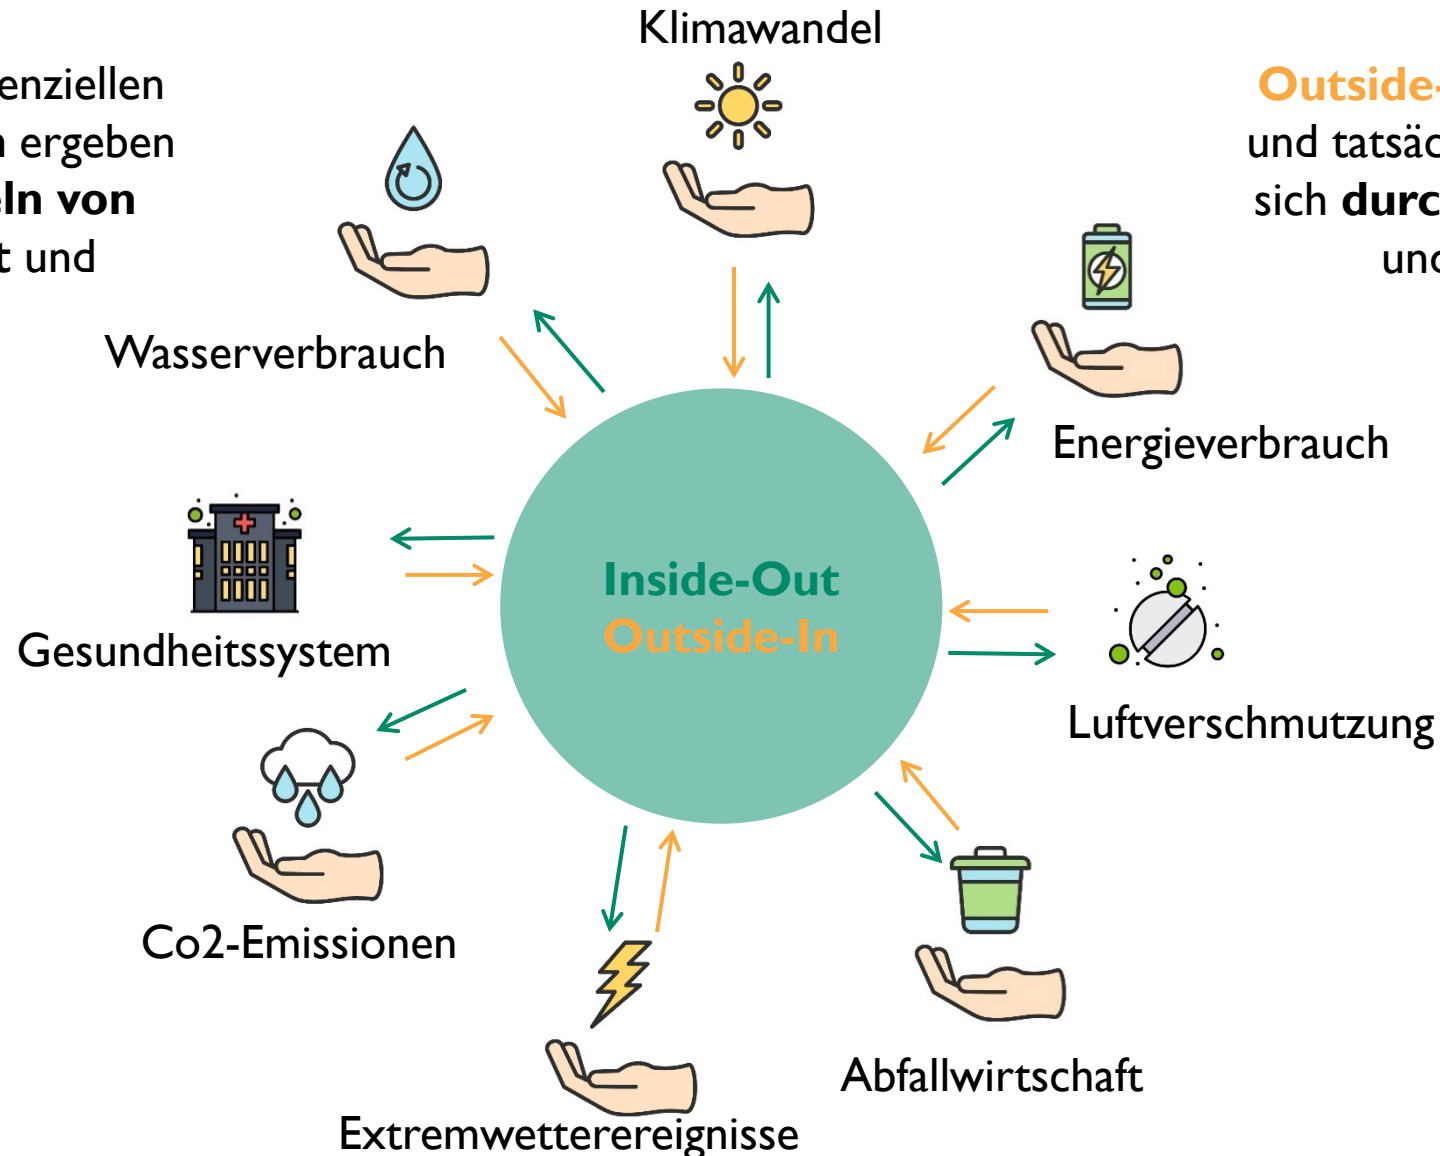 Klimawandel
enziellen
ergeben
eln von
t und
Outside-
und tatsäc
sich durc
und
Wasserverbrauch
Energieverbrauch
Inside-Out
Outside-In
Gesundheitssystem
Luftverschmutzung
Co2-Emissionen
Abfallwirtschaft
Extremwetterereignisse